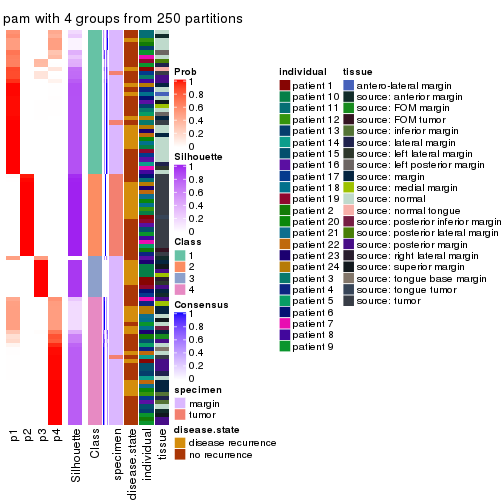 pam with 4 groups from 250 partitions
p1
p2
p3
p4
Silhouette
Class
specimen
disease.state
individual
tissue
Prob
1
0.8
0.6
0.4
0.2
0
Silhouette
1
0.8
0.6
0.4
0.2
0
Class
1
2
3
4
Consensus
1
0.8
0.6
0.4
0.2
0
specimen
margin
tumor
disease.state
disease recurrence
no recurrence
individual
patient 1
patient 10
patient 11
patient 12
patient 13
patient 14
patient 15
patient 16
patient 17
patient 18
patient 19
patient 2
patient 20
patient 21
patient 22
patient 23
patient 24
patient 3
patient 4
patient 5
patient 6
patient 7
patient 8
patient 9
tissue
antero-lateral margin
source: anterior margin
source: FOM margin
source: FOM tumor
source: inferior margin
source: lateral margin
source: left lateral margin
source: left posterior margin
source: margin
source: medial margin
source: normal
source: normal tongue
source: posterior inferior margin
source: posterior lateral margin
source: posterior margin
source: right lateral margin
source: superior margin
source: tongue base margin
source: tongue tumor
source: tumor